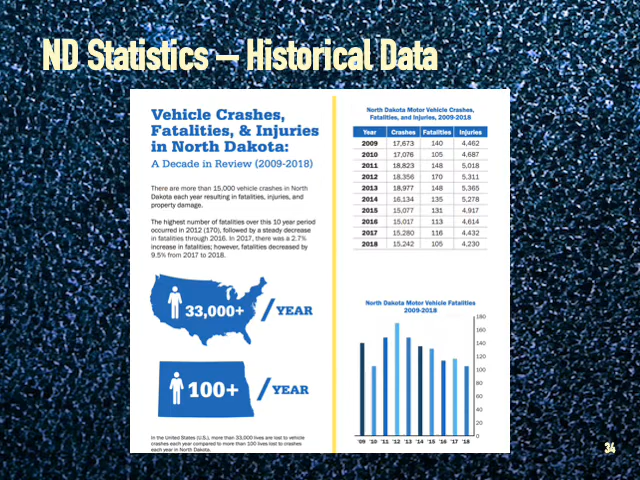 ND Statistics – Historical Data
Vehicle Crashes,
Fatalities, & Injuries
in North Dakota:
A Decade in Review (2009-2018)
There are more than 15,000 vehicle crashes in North
Dakota each year resulting in fatalities, injuries, and
property damage.
The highest number of fatalities over this 10 year period
occurred in 2012 (170), followed by a steady decrease
in fatalities through 2016. In 2017, there was a 2.7%
increase in fatalities; however, fatalities decreased by
9.5% from 2017 to 2018.
33,000+ / YEAR
100+ / YEAR
In the United States (U.S.), more than 33,000 lives are lost to vehicle
crashes each year compared to more than 100 lives lost to crashes
each year in North Dakota.
North Dakota Motor Vehicle Crashes,
Fatalities, and Injuries, 2009-2018
Year Crashes Fatalities Injuries
2009 17,673 140 4,462
2010 17,076 105 4,687
2011 18,823 148 5,018
2012 18,356 170 5,311
2013 18,977 148 5,365
2014 16,134 135 5,278
2015 15,077 131 4,917
2016 15,017 113 4,614
2017 15,280 116 4,432
2018 15,242 105 4,230
North Dakota Motor Vehicle Fatalities
2009-2018
180
160
140
120
100
80
60
40
20
0
'09 '10 '11 '12 '13 '14 '15 '16 '17 '18
34